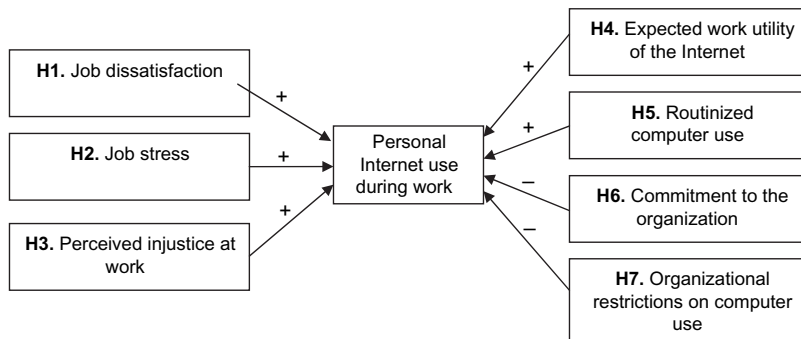 H1. Job dissatisfaction
+
H2. Job stress
+
H3. Perceived injustice at
work
+
Personal
Internet use
during work
H4. Expected work utility
of the Internet
+
H5. Routinized
computer use
+
H6. Commitment to the
organization
–
H7. Organizational
restrictions on computer
use
–